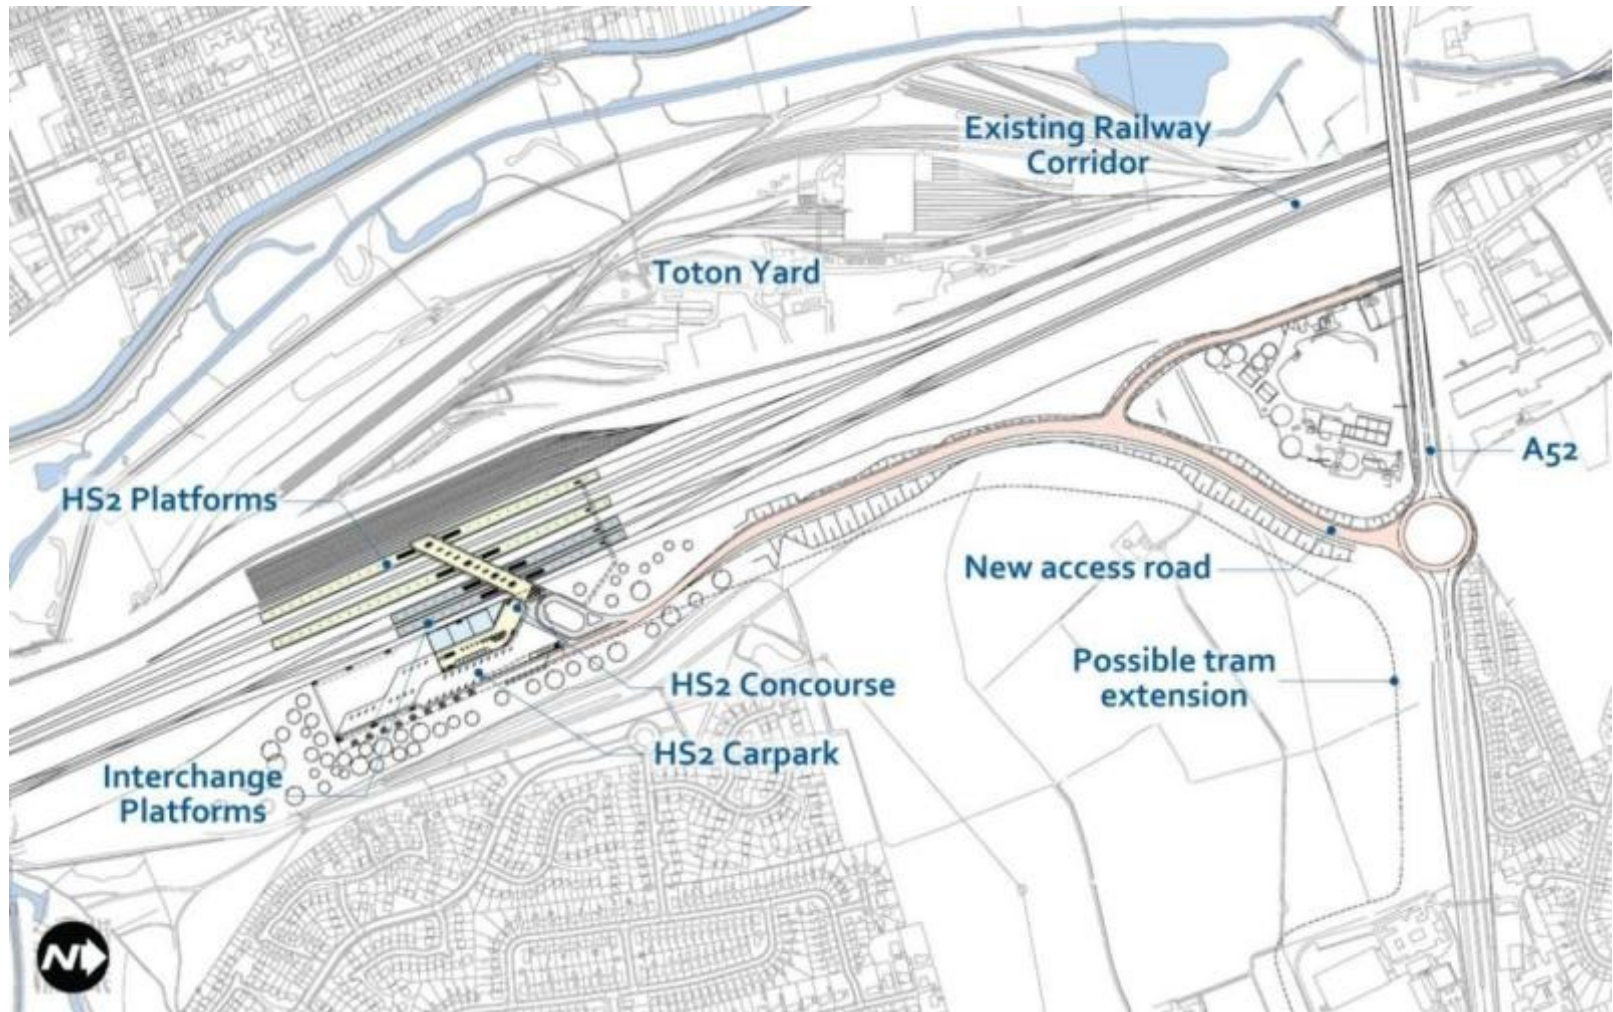 Existing Railway
Corridor
Toton Yard
A52
HS2 Platforms
New access road
Possible tram
extension
HS2 Concourse
HS2 Carpark
Interchange
Platforms
N